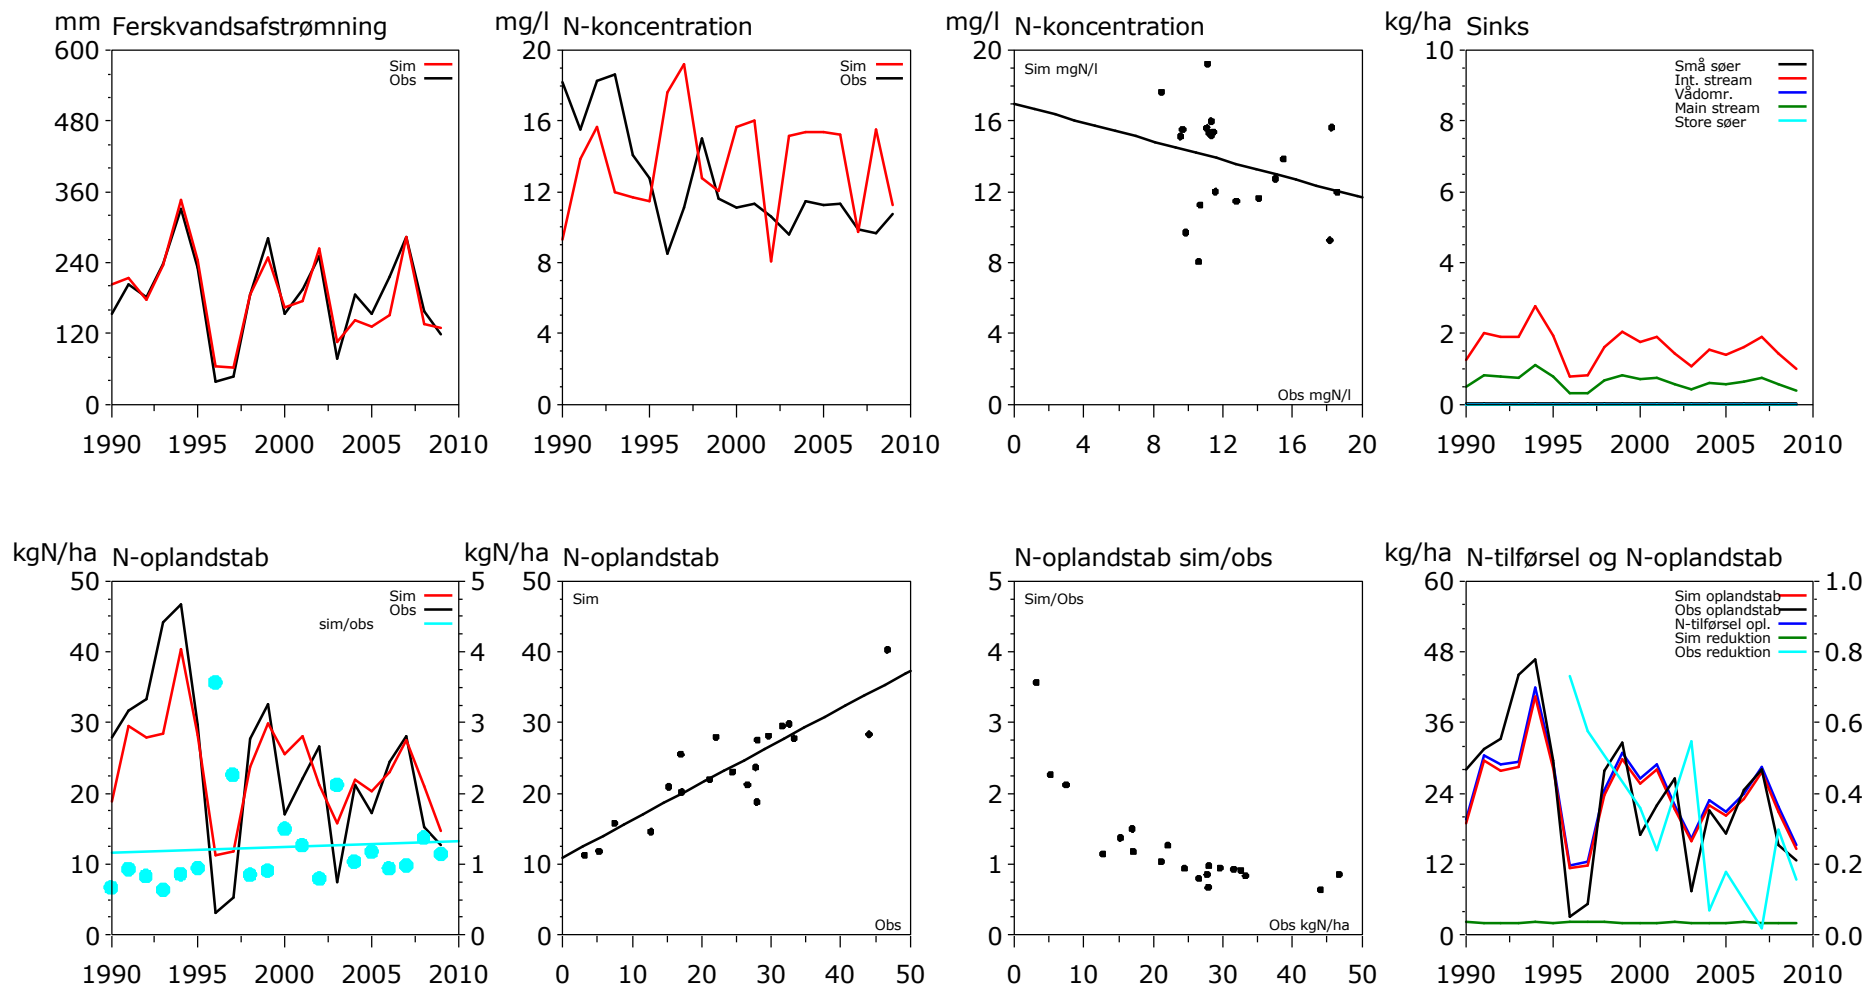 mm Ferskvandsafstrømning
600
480
360
240
120
0
1990 1995 2000 2005 2010
Sim
Obs
mg/l N-koncentration
20
16
12
8
4
0
1990 1995 2000 2005 2010
Sim
Obs
mg/l N-koncentration
20
16
12
8
4
0
0 4 8 12 16 20
Sim mgN/l
Obs mgN/l
kg/ha Sinks
10
8
6
4
2
0
1990 1995 2000 2005 2010
Små søer
Int. stream
Vådomr.
Main stream
Store søer
kgN/ha N-oplandstab
50
40
30
20
10
0
1990 1995 2000 2005 2010
Sim
Obs
sim/obs
5
4
3
2
1
0
kgN/ha N-oplandstab
50
40
30
20
10
0
0 10 20 30 40 50
Sim
Obs
N-oplandstab sim/obs
5
4
3
2
1
0
0 10 20 30 40 50
Sim/Obs
Obs kgN/ha
kg/ha N-tilførsel og N-oplandstab
60
48
36
24
12
0
1990 1995 2000 2005 2010
Sim oplandstab
Obs oplandstab
N-tilførsel opl.
Sim reduktion
Obs reduktion
1.0
0.8
0.6
0.4
0.2
0.0